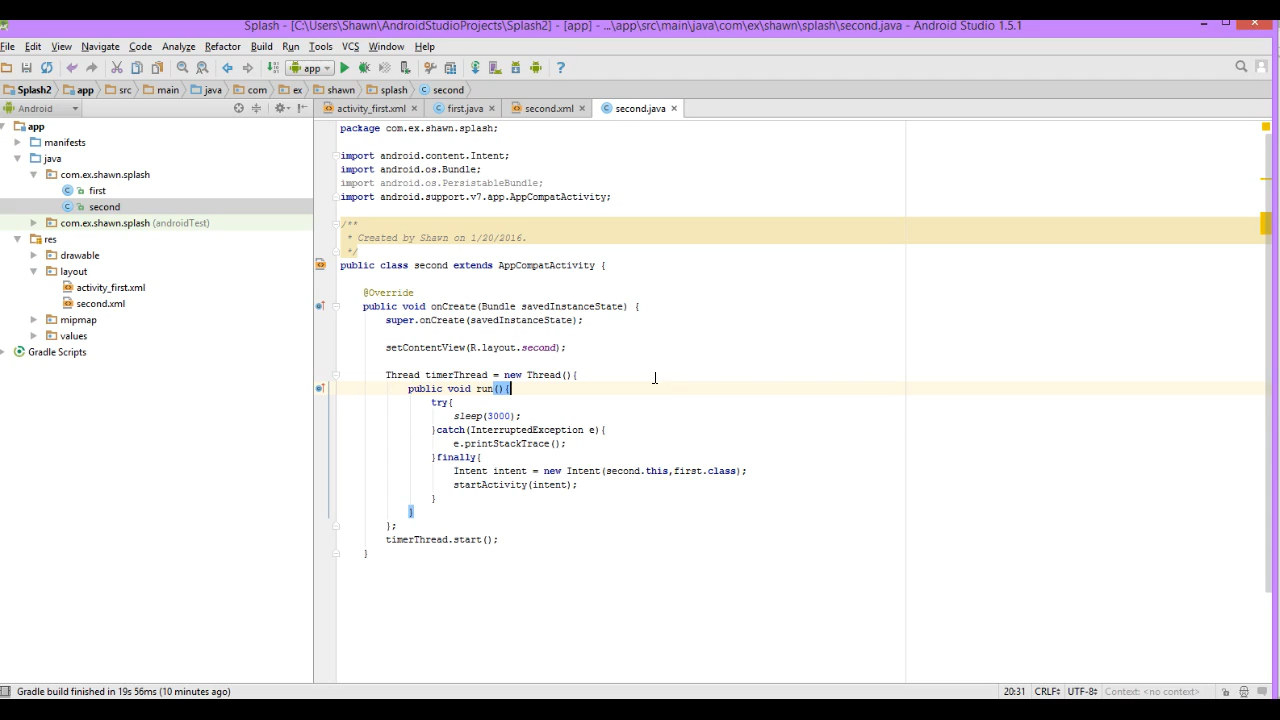 Splash - [C:\Users\Shawn\AndroidStudioProjects\Splash2] - [app] - ...\app\src\main\java\com\ex\shawn\splash\second.java - Android Studio 1.5.1
File Edit View Navigate Code Analyze Refactor Build Run Tools VCS Window Help
app
Splash2 app src main java com ex shawn splash second
Android
activity_first.xml first.java second.xml second.java
app
manifests
java
com.ex.shawn.splash
first
second
com.ex.shawn.splash (androidTest)
res
drawable
layout
activity_first.xml
second.xml
mipmap
values
Gradle Scripts
package com.ex.shawn.splash;
import android.content.Intent;
import android.os.Bundle;
import android.os.PersistableBundle;
import android.support.v7.app.AppCompatActivity;
/**
* Created by Shawn on 1/20/2016.
*/
public class second extends AppCompatActivity {
@Override
public void onCreate(Bundle savedInstanceState) {
super.onCreate(savedInstanceState);
setContentView(R.layout.second);
Thread timerThread = new Thread(){
public void run(){
try{
sleep(3000);
}catch(InterruptedException e){
e.printStackTrace();
}finally{
Intent intent = new Intent(second.this,first.class);
startActivity(intent);
}
}
};
timerThread.start();
}
Gradle build finished in 19s 56ms (10 minutes ago)
20:31 CRLF UTF-8 Context: <no context>